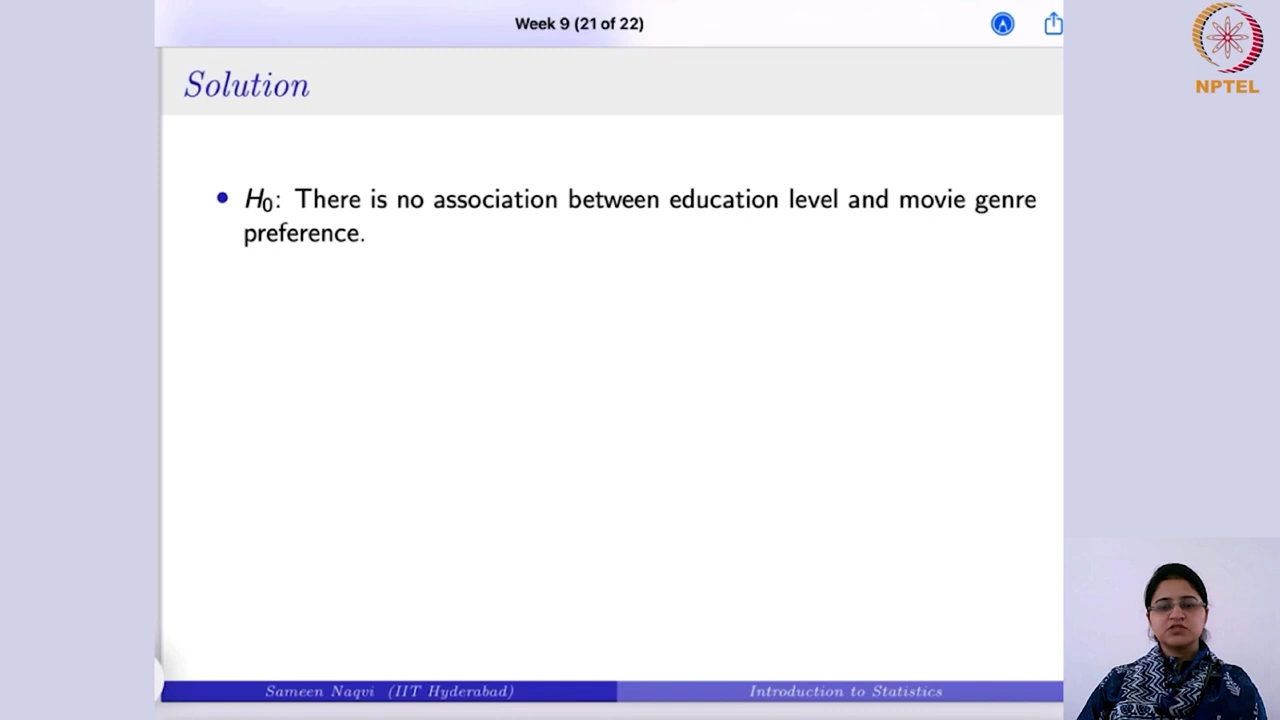 Week 9 (21 of 22)
NPTEL
Solution
H0: There is no association between education level and movie genre
preference.
Sameen Naqvi (IIT Hyderabad)
Introduction to Statistics